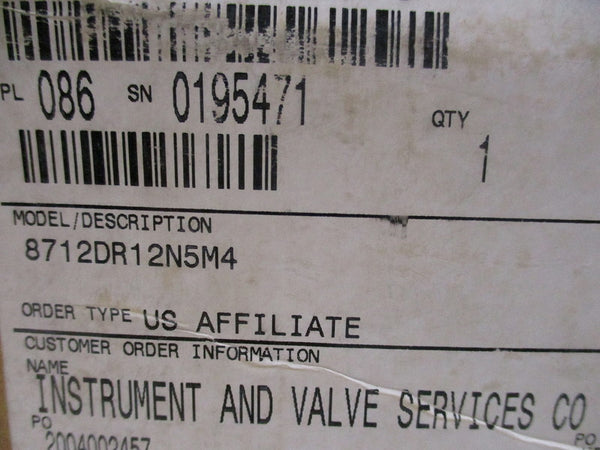 PL 086 SN 0195471
QTY
1
MODEL/DESCRIPTION
8712DR12N5M4
ORDER TYPE US AFFILIATE
CUSTOMER ORDER INFORMATION
NAME
INSTRUMENT AND VALVE SERVICES CO
PO PO
2004002457